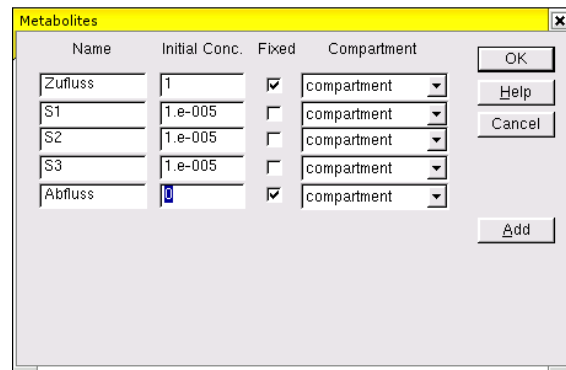 Metabolites
Name Initial Conc. Fixed Compartment
OK
Zufluss 1 compartment
Help
S1 1.e-005 compartment
Cancel
S2 1.e-005 compartment
S3 1.e-005 compartment
Abfluss 0 compartment
Add